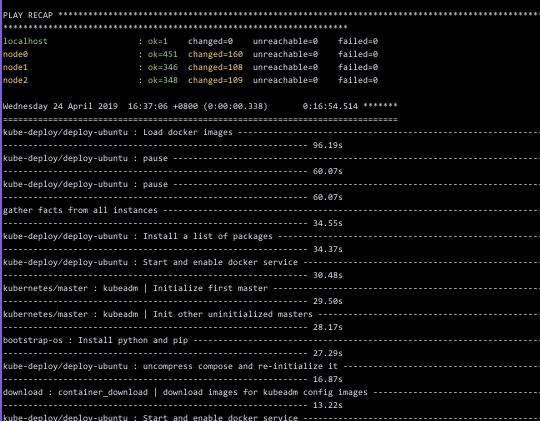 PLAY RECAP ************************************************************************************************
*********************************************************************
localhost : ok=1 changed=0 unreachable=0 failed=0
node0 : ok=451 changed=160 unreachable=0 failed=0
node1 : ok=346 changed=108 unreachable=0 failed=0
node2 : ok=348 changed=109 unreachable=0 failed=0
Wednesday 24 April 2019 16:37:06 +0800 (0:00:00.338) 0:16:54.514 *******
===============================================================================
kube-deploy/deploy-ubuntu : Load docker images ------------------------------------------------------------
------------------------------------------------------------- 96.19s
kube-deploy/deploy-ubuntu : pause -------------------------------------------------------------------------
------------------------------------------------------------- 60.07s
kube-deploy/deploy-ubuntu : pause -------------------------------------------------------------------------
------------------------------------------------------------- 60.07s
gather facts from all instances ---------------------------------------------------------------------------
------------------------------------------------------------- 34.55s
kube-deploy/deploy-ubuntu : Install a list of packages ----------------------------------------------------
------------------------------------------------------------- 34.37s
kube-deploy/deploy-ubuntu : Start and enable docker service -----------------------------------------------
------------------------------------------------------------- 30.48s
kubernetes/master : kubeadm | Initialize first master -----------------------------------------------------
------------------------------------------------------------- 29.50s
kubernetes/master : kubeadm | Init other uninitialized masters --------------------------------------------
------------------------------------------------------------- 28.17s
bootstrap-os : Install python and pip ---------------------------------------------------------------------
------------------------------------------------------------- 27.29s
kube-deploy/deploy-ubuntu : uncompress compose and re-initialize it ---------------------------------------
------------------------------------------------------------- 16.87s
download : container_download | download images for kubeadm config images ----------------------------------
------------------------------------------------------------- 13.22s
kube-deploy/deploy-ubuntu : Start and enable docker service -----------------------------------------------